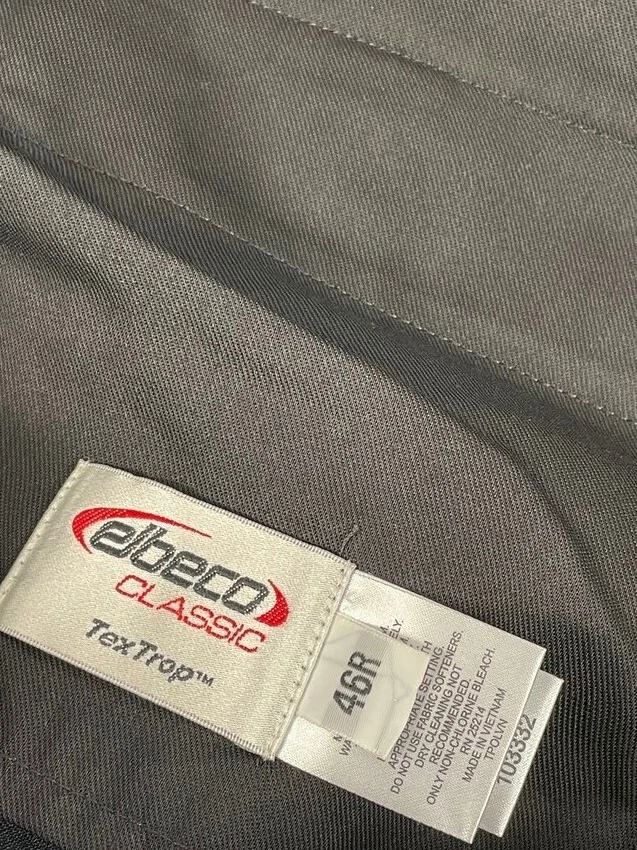 elbeco
CLASSIC
TexTrop™
46R
APPROPRIATE SETTING.
DO NOT USE FABRIC SOFTENERS.
DRY CLEANING NOT
RECOMMENDED.
ONLY NON-CHLORINE BLEACH.
RN 26214
MADE IN VIETNAM
TPOLVN
103332